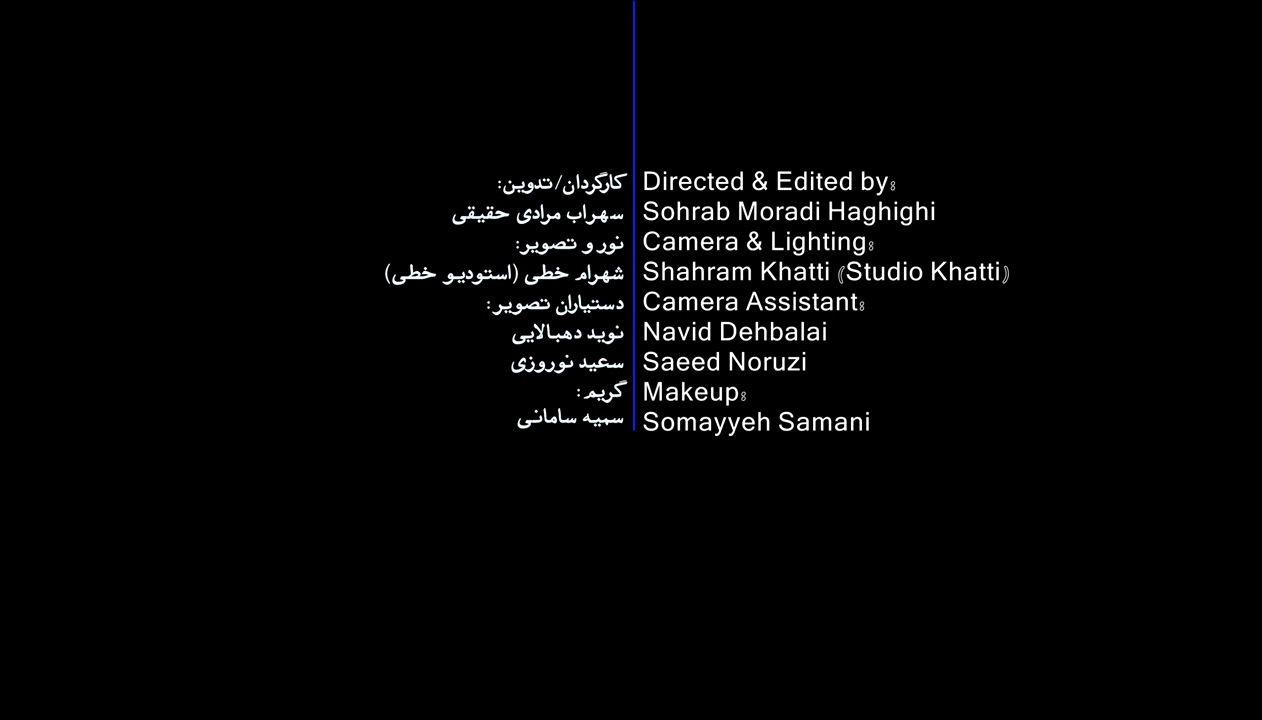 کارگردان/تدوین:
سهراب مرادی حقیقی
نور و تصویر:
شهرام خطی (استودیو خطی)
دستیاران تصویر:
نوید دهبالایی
سعید نوروزی
گریم:
سمیه سامانی
Directed & Edited by:
Sohrab Moradi Haghighi
Camera & Lighting:
Shahram Khatti (Studio Khatti)
Camera Assistant:
Navid Dehbalai
Saeed Noruzi
Makeup:
Somayyeh Samani